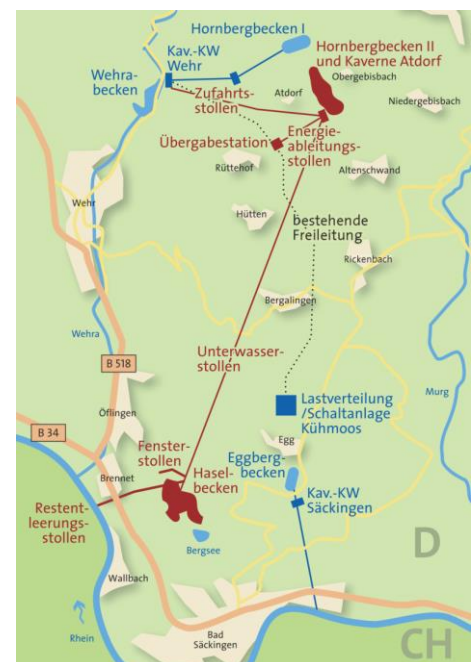 Hornbergbecken I
Kav.-KW
Wehr
Hornbergbecken II
und Kaverne Atdorf
Obergebisbach
Wehra-
becken
Zufahrts-
stollen
Atdorf
Niedergebisbach
Übergabestation
Energie-
ableitungs-
stollen
Rüttehof
Altenschwand
Wehr
Hütten
bestehende
Freileitung
Rickenbach
Bergalingen
Wehra
Unterwasser-
stollen
B 518
Murg
Lastverteilung
/Schaltanlage
Kühmoos
Öflingen
B 34
Egg
Fenster-
stollen
Eggberg-
becken
Brennet
Hasel-
becken
Kav.-KW
Säckingen
Restent-
leerungs-
stollen
Bergsee
D
Wallbach
Rhein
Bad
Säckingen
CH